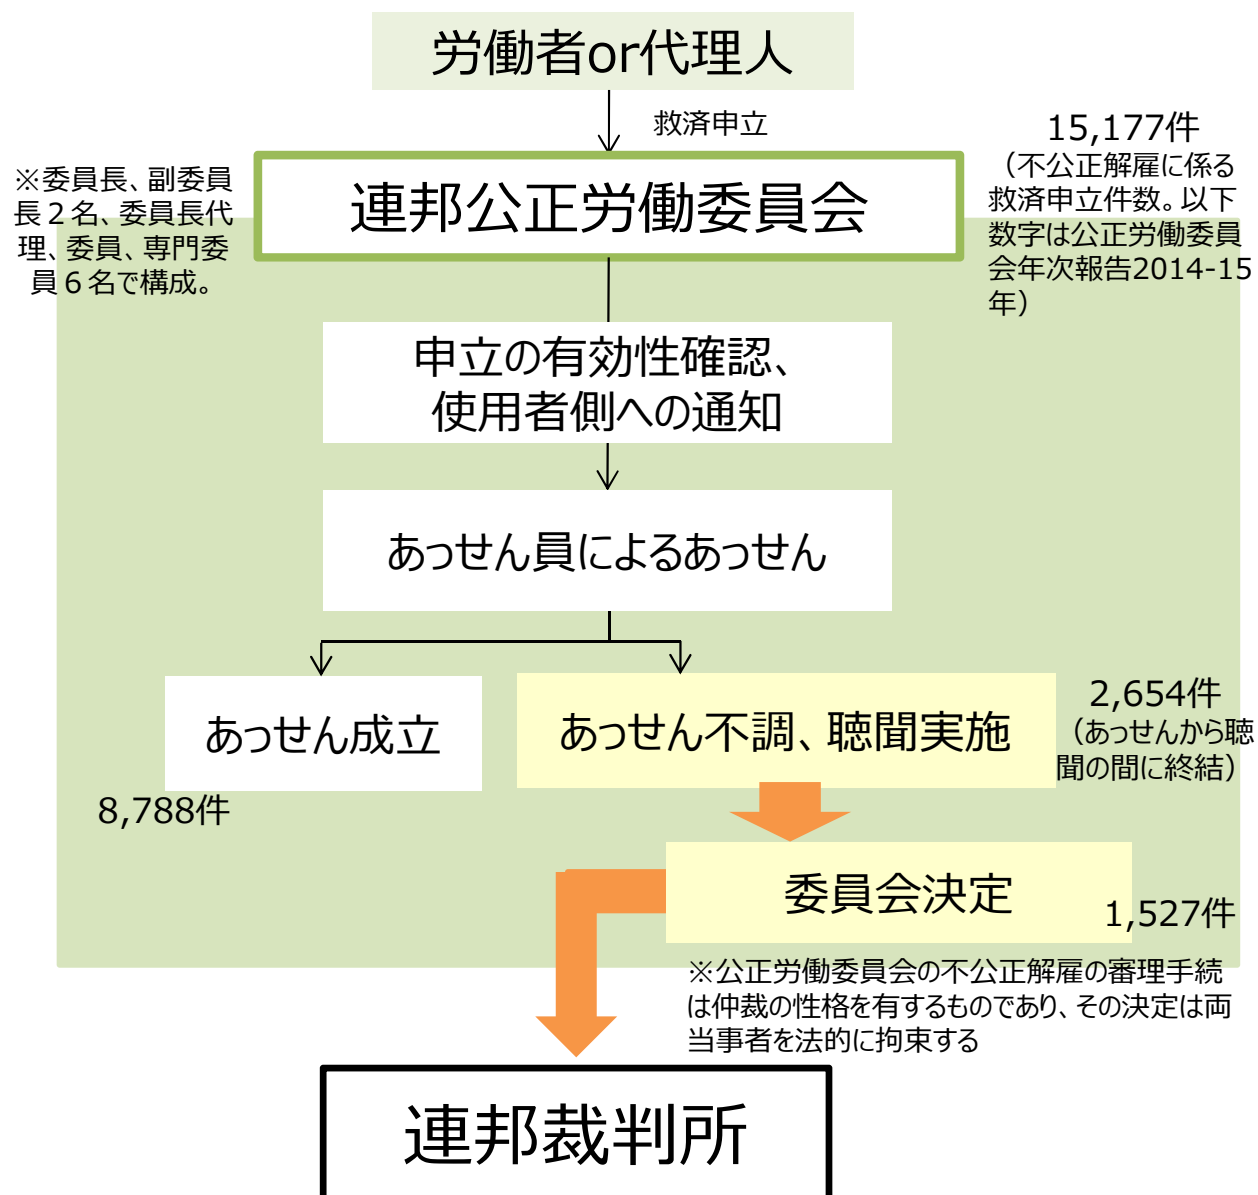 労働者or代理人
救済申立
15,177件
（不公正解雇に係る
救済申立件数。以下
数字は公正労働委員
会年次報告2014-15
年）
※委員長、副委員
長２名、委員長代
理、委員、専門委
員６名で構成。
連邦公正労働委員会
申立の有効性確認、
使用者側への通知
あっせん員によるあっせん
あっせん成立
8,788件
あっせん不調、聴聞実施
2,654件
（あっせんから聴
聞の間に終結）
委員会決定
1,527件
※公正労働委員会の不公正解雇の審理手続
は仲裁の性格を有するものであり、その決定は両
当事者を法的に拘束する
連邦裁判所